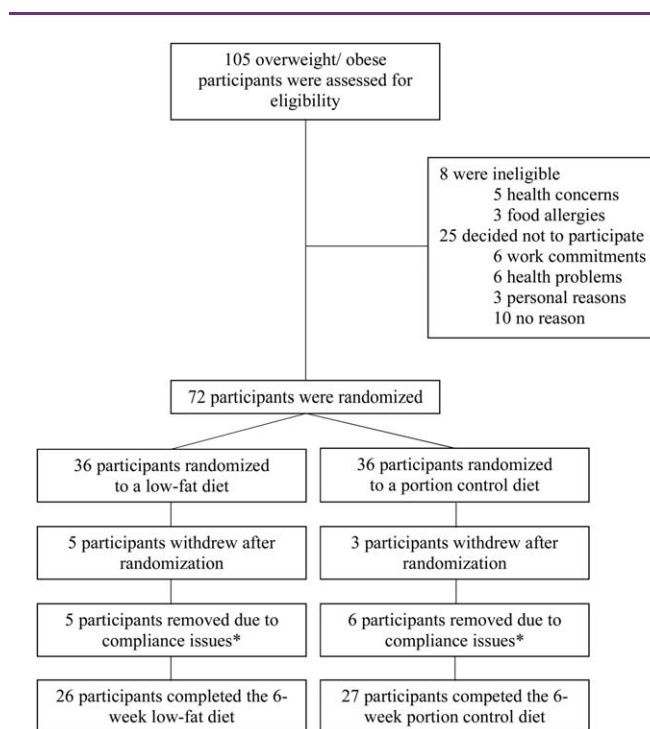 105 overweight/ obese
participants were assessed for
eligibility
8 were ineligible
5 health concerns
3 food allergies
25 decided not to participate
6 work commitments
6 health problems
3 personal reasons
10 no reason
72 participants were randomized
36 participants randomized
to a low-fat diet
36 participants randomized
to a portion control diet
5 participants withdrew after
randomization
3 participants withdrew after
randomization
5 participants removed due to
compliance issues*
6 participants removed due to
compliance issues*
26 participants completed the 6-
week low-fat diet
27 participants competed the 6-
week portion control diet